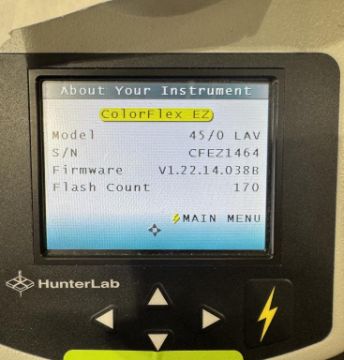 About Your Instrument
ColorFlex EZ
Model 45/0 LAV
S/N CFEZ1464
Firmware V1.22.14.038B
Flash Count 170
MAIN MENU
HunterLab